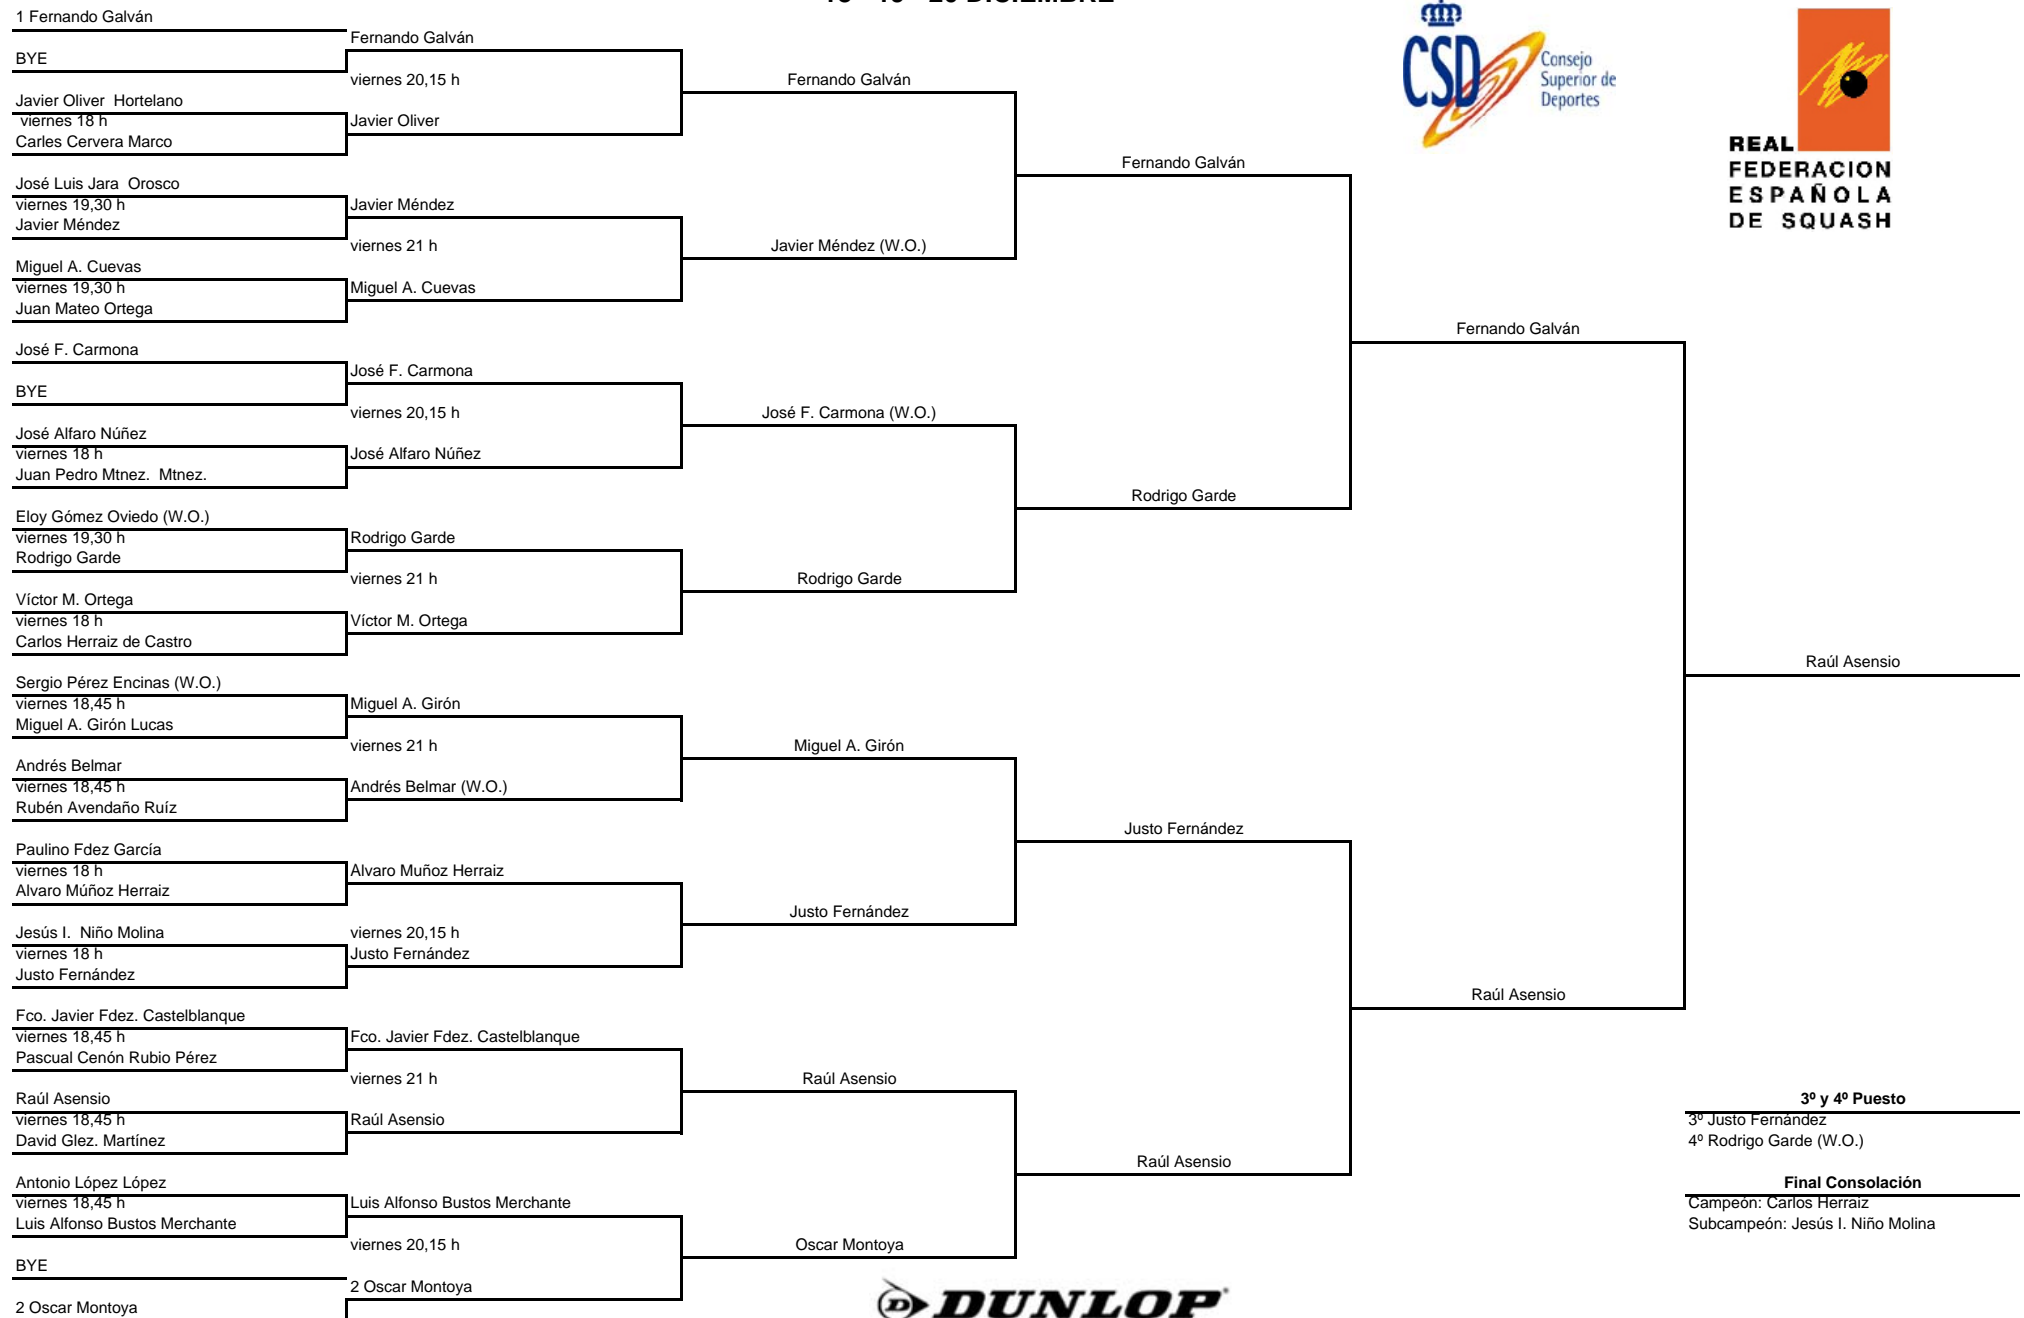 DICIEMBRE
1 Fernando Galván
BYE
Javier Oliver Hortelano
viernes 18 h
Carles Cervera Marco
José Luis Jara Orosco
viernes 19,30 h
Javier Méndez
Miguel A. Cuevas
viernes 19,30 h
Juan Mateo Ortega
José F. Carmona
BYE
José Alfaro Núñez
viernes 18 h
Juan Pedro Mtnez. Mtnez.
Eloy Gómez Oviedo (W.O.)
viernes 19,30 h
Rodrigo Garde
Víctor M. Ortega
viernes 18 h
Carlos Herraiz de Castro
Sergio Pérez Encinas (W.O.)
viernes 18,45 h
Miguel A. Girón Lucas
Andrés Belmar
viernes 18,45 h
Rubén Avendaño Ruíz
Paulino Fdez García
viernes 18 h
Alvaro Múñoz Herraiz
Jesús I. Niño Molina
viernes 18 h
Justo Fernández
Fco. Javier Fdez. Castelblanque
viernes 18,45 h
Pascual Cenón Rubio Pérez
Raúl Asensio
viernes 18,45 h
David Glez. Martínez
Antonio López López
viernes 18,45 h
Luis Alfonso Bustos Merchante
BYE
2 Oscar Montoya
Fernando Galván
viernes 20,15 h
Javier Oliver
Javier Méndez
viernes 21 h
Miguel A. Cuevas
José F. Carmona
viernes 20,15 h
José Alfaro Núñez
Rodrigo Garde
viernes 21 h
Víctor M. Ortega
Miguel A. Girón
viernes 21 h
Andrés Belmar (W.O.)
Alvaro Muñoz Herraiz
viernes 20,15 h
Justo Fernández
Fco. Javier Fdez. Castelblanque
viernes 21 h
Raúl Asensio
Luis Alfonso Bustos Merchante
viernes 20,15 h
2 Oscar Montoya
Fernando Galván
Javier Méndez (W.O.)
José F. Carmona (W.O.)
Rodrigo Garde
Miguel A. Girón
Justo Fernández
Raúl Asensio
Oscar Montoya
Fernando Galván
Rodrigo Garde
Justo Fernández
Raúl Asensio
Fernando Galván
Raúl Asensio
Raúl Asensio
CSD
Consejo
Superior de
Deportes
REAL
FEDERACION
ESPAÑOLA
DE SQUASH
3º y 4º Puesto
3º Justo Fernández
4º Rodrigo Garde (W.O.)
Final Consolación
Campeón: Carlos Herraiz
Subcampeón: Jesús I. Niño Molina
DUNLOP